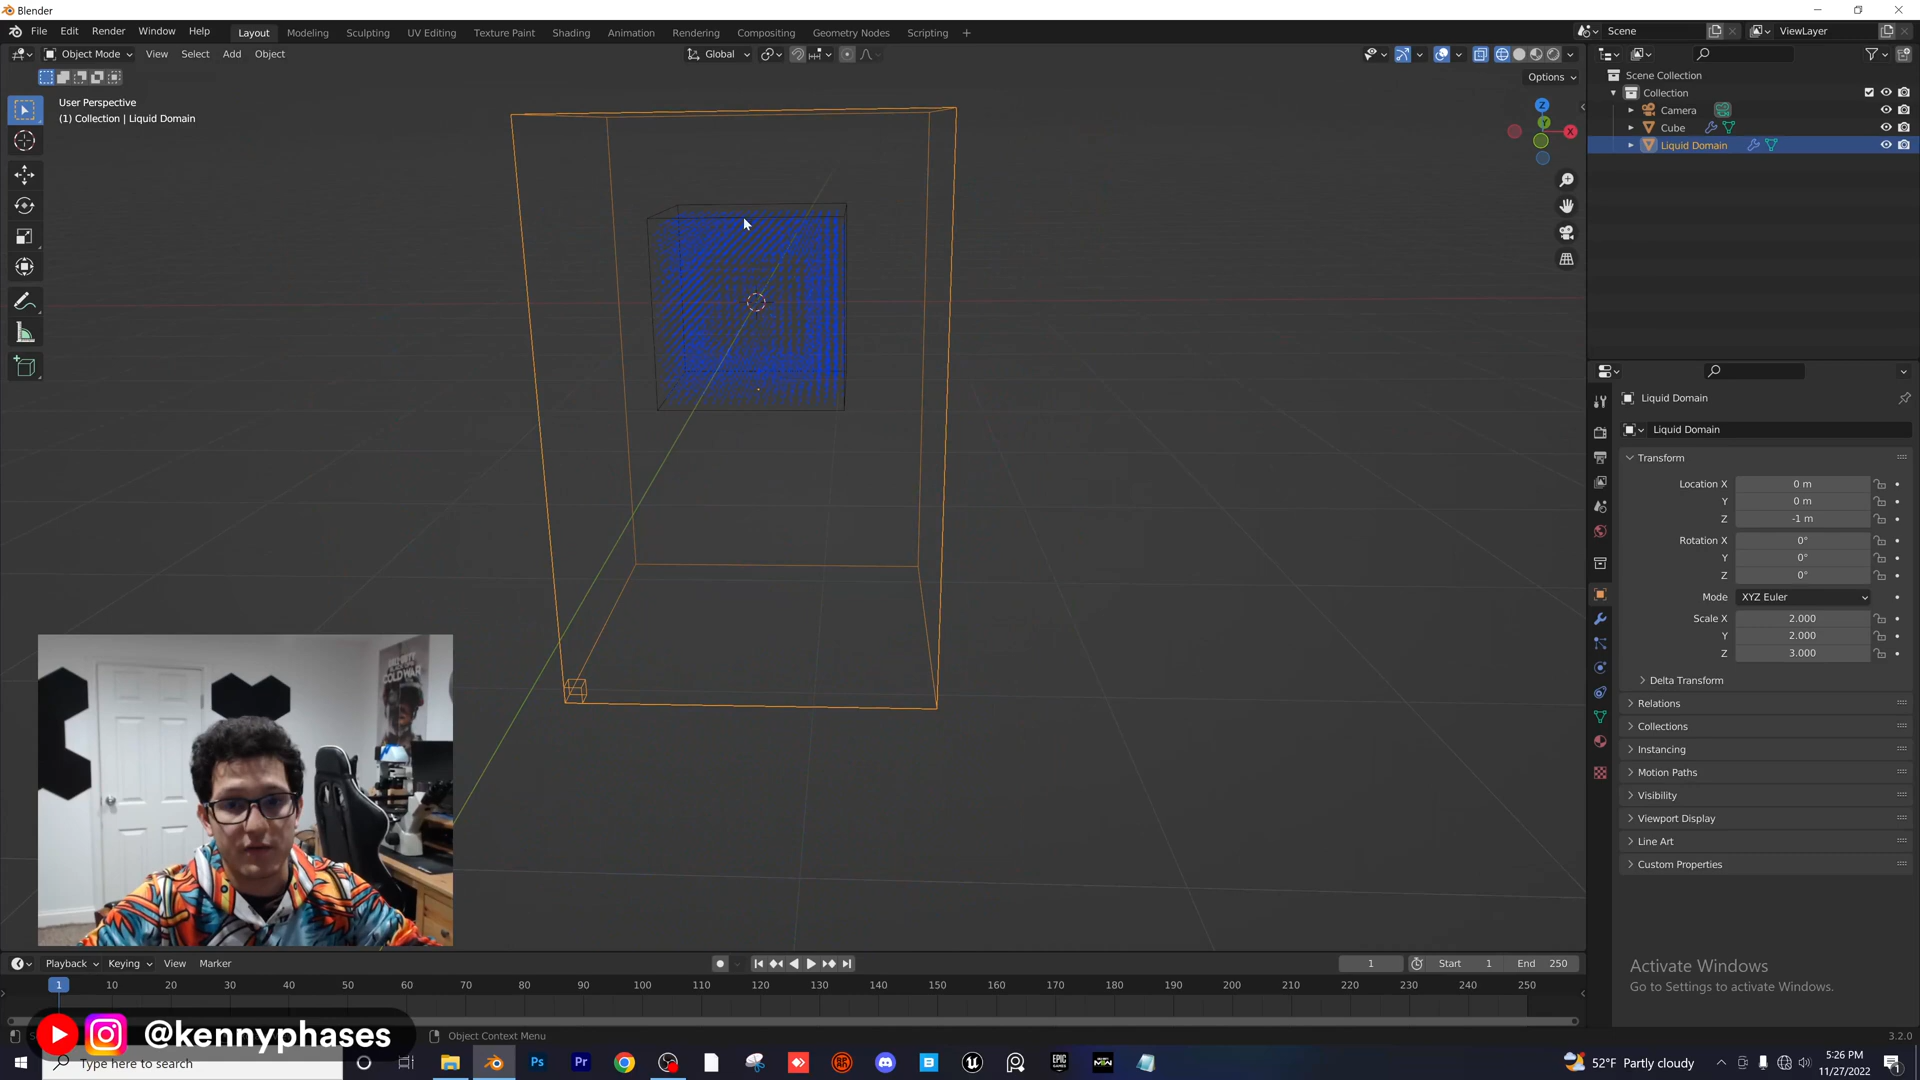 Blender
File Edit Render Window Help
Layout Modeling Sculpting UV Editing Texture Paint Shading Animation Rendering Compositing Geometry Nodes Scripting +
Scene
ViewLayer
Object Mode View Select Add Object
Global
Options
User Perspective
(1) Collection | Liquid Domain
Z
Y
X
Scene Collection
Collection
Camera
Cube
Liquid Domain
Liquid Domain
Liquid Domain
Transform
Location X 0 m
Y 0 m
Z -1 m
Rotation X 0°
Y 0°
Z 0°
Mode XYZ Euler
Scale X 2.000
Y 2.000
Z 3.000
Delta Transform
Relations
Collections
Instancing
Motion Paths
Visibility
Viewport Display
Line Art
Custom Properties
COLD WAR
Activate Windows
Go to Settings to activate Windows.
Playback Keying View Marker
1 Start 1 End 250
1 10 20 30 40 50 60 70 80 90 100 110 120 130 140 150 160 170 180 190 200 210 220 230 240 250
@kennyphases
Object Context Menu
3.2.0
Type here to search
Ps
Pr
EPIC GAMES
52°F Partly cloudy
5:26 PM
11/27/2022
1